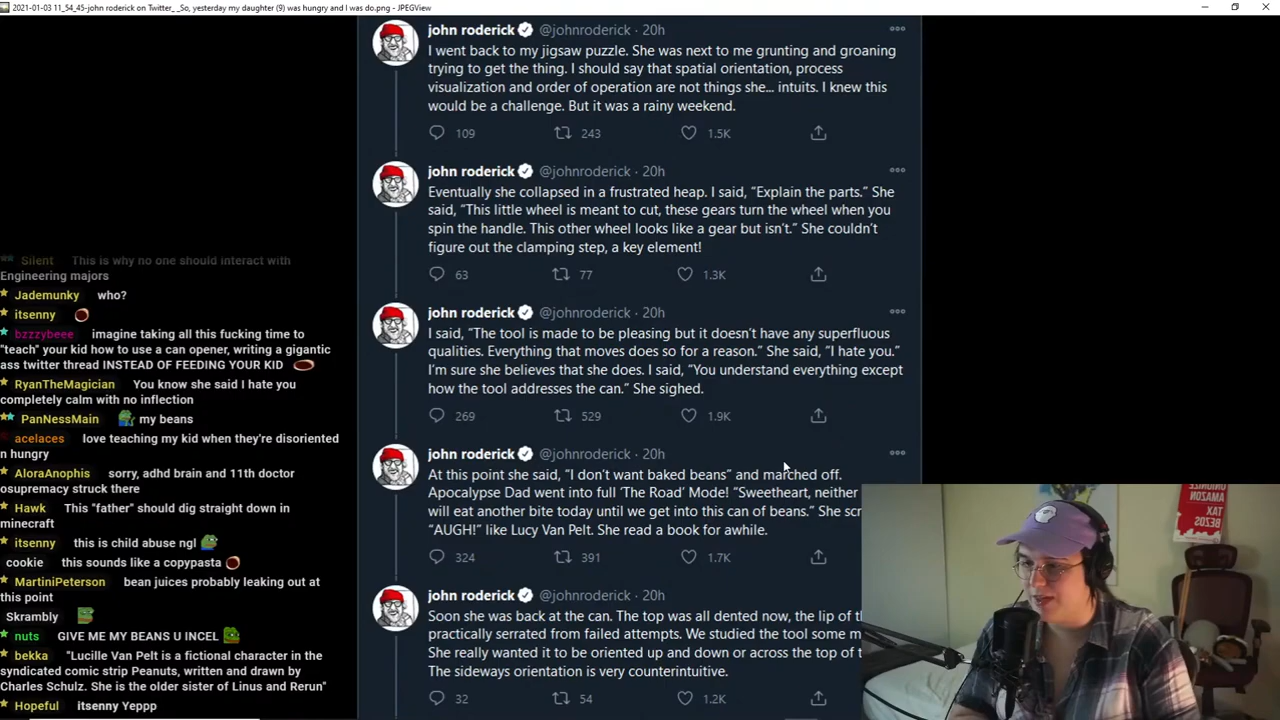 2021-01-03 11_54_45-john roderick on Twitter_ _So, yesterday my daughter (9) was hungry and I was do.png - JPEGView
john roderick @johnroderick · 20h
I went back to my jigsaw puzzle. She was next to me grunting and groaning
trying to get the thing. I should say that spatial orientation, process
visualization and order of operation are not things she... intuits. I knew this
would be a challenge. But it was a rainy weekend.
109 243 1.5K
john roderick @johnroderick · 20h
Eventually she collapsed in a frustrated heap. I said, “Explain the parts.” She
said, “This little wheel is meant to cut, these gears turn the wheel when you
spin the handle. This other wheel looks like a gear but isn’t.” She couldn’t
figure out the clamping step, a key element!
63 77 1.3K
john roderick @johnroderick · 20h
I said, “The tool is made to be pleasing but it doesn’t have any superfluous
qualities. Everything that moves does so for a reason.” She said, “I hate you.”
I’m sure she believes that she does. I said, “You understand everything except
how the tool addresses the can.” She sighed.
269 529 1.9K
john roderick @johnroderick · 20h
At this point she said, “I don’t want baked beans” and marched off.
Apocalypse Dad went into full ‘The Road’ Mode! “Sweetheart, neither
will eat another bite today until we get into this can of beans.” She scr
“AUGH!” like Lucy Van Pelt. She read a book for awhile.
324 391 1.7K
john roderick @johnroderick · 20h
Soon she was back at the can. The top was all dented now, the lip of t
practically serrated from failed attempts. We studied the tool some m
She really wanted it to be oriented up and down or across the top of t
The sideways orientation is very counterintuitive.
32 54 1.2K
Silent This is why no one should interact with
Engineering majors
Jademunky who?
itsenny
bzzzybeee imagine taking all this fucking time to
"teach" your kid how to use a can opener, writing a gigantic
ass twitter thread INSTEAD OF FEEDING YOUR KID
RyanTheMagician You know she said I hate you
completely calm with no inflection
PanNessMain my beans
acelaces love teaching my kid when they're disoriented
n hungry
AloraAnophis sorry, adhd brain and 11th doctor
osupremacy struck there
Hawk This "father" should dig straight down in
minecraft
itsenny this is child abuse ngl
cookie this sounds like a copypasta
MartiniPeterson bean juices probably leaking out at
this point
Skrambly
nuts GIVE ME MY BEANS U INCEL
bekka "Lucille Van Pelt is a fictional character in the
syndicated comic strip Peanuts, written and drawn by
Charles Schulz. She is the older sister of Linus and Rerun"
Hopeful itsenny Yeppp
UNIONIZE
AMAZON
TAX
BEZOS